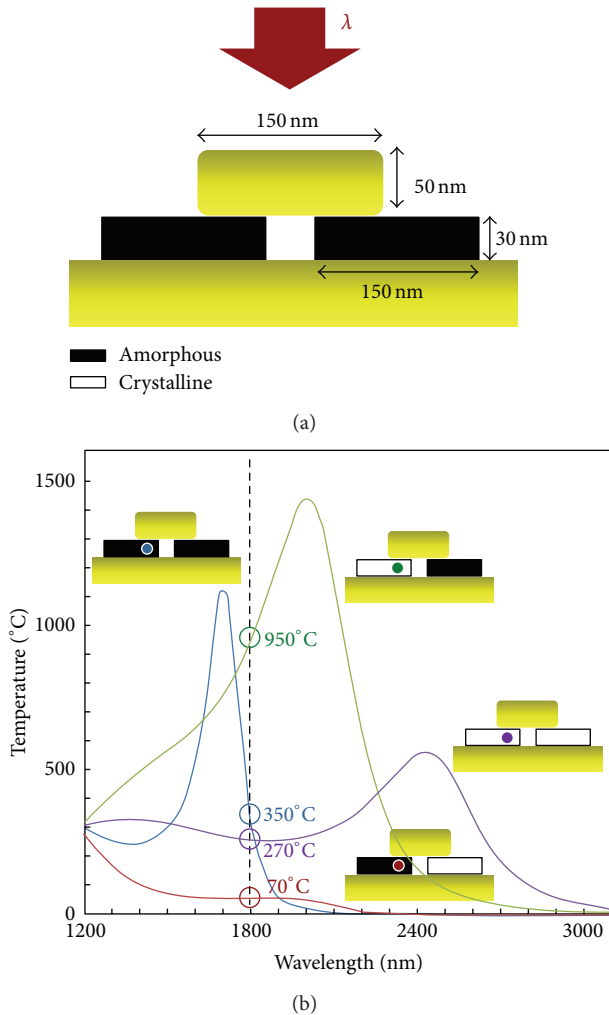 λ
150 nm
50 nm
30 nm
150 nm
Amorphous
Crystalline
(a)
1500
1000
500
0
Temperature (°C)
950°C
350°C
270°C
70°C
1200 1800 2400 3000
Wavelength (nm)
(b)